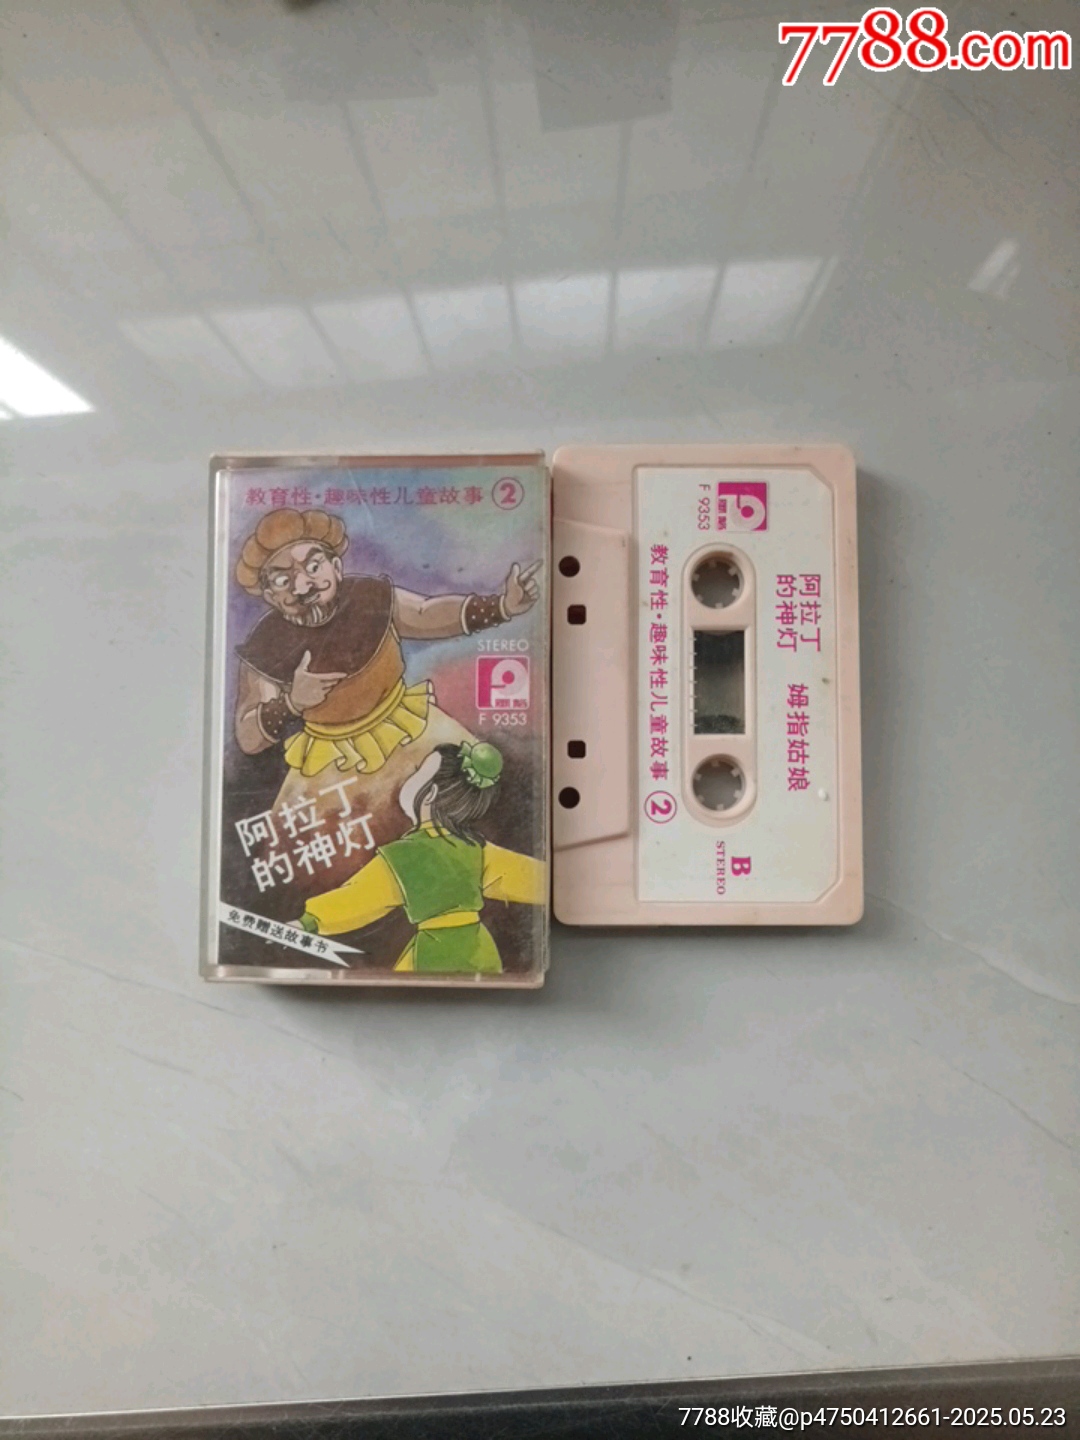 7788.com
教育性·趣味性儿童故事 2
STEREO
F 9353
阿拉丁
的神灯
免费赠送故事书
F 9353
教育性·趣味性儿童故事 2
阿拉丁
的神灯
姆指姑娘
B
STEREO
7788收藏@p4750412661-2025.05.23